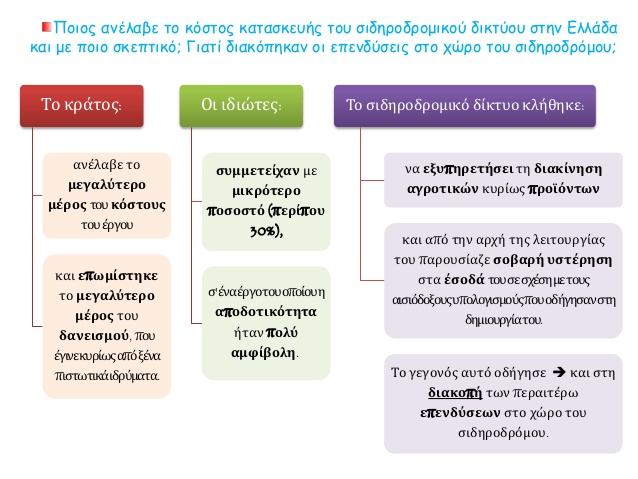 Ποιος ανέλαβε το κόστος κατασκευής του σιδηροδρομικού δικτύου στην Ελλάδα
και με ποιο σκεπτικό; Γιατί διακόπηκαν οι επενδύσεις στο χώρο του σιδηροδρόμου;
Το κράτος:
ανέλαβε το
μεγαλύτερο
μέρος του κόστους
του έργου
και επωμίστηκε
το μεγαλύτερο
μέρος του
δανεισμού, που
έγινε κυρίως από ξένα
πιστωτικά ιδρύματα.
Οι ιδιώτες:
συμμετείχαν με
μικρότερο
ποσοστό (περίπου
30%),
σ' ένα έργο του οποίου η
αποδοτικότητα
ήταν πολύ
αμφίβολη.
Το σιδηροδρομικό δίκτυο κλήθηκε:
να εξυπηρετήσει τη διακίνηση
αγροτικών κυρίως προϊόντων
και από την αρχή της λειτουργίας
του παρουσίαζε σοβαρή υστέρηση
στα έσοδά του σε σχέση με τους
αισιόδοξους υπολογισμούς που οδήγησαν στη
δημιουργία του.
Το γεγονός αυτό οδήγησε ➔ και στη
διακοπή των περαιτέρω
επενδύσεων στο χώρο του
σιδηροδρόμου.